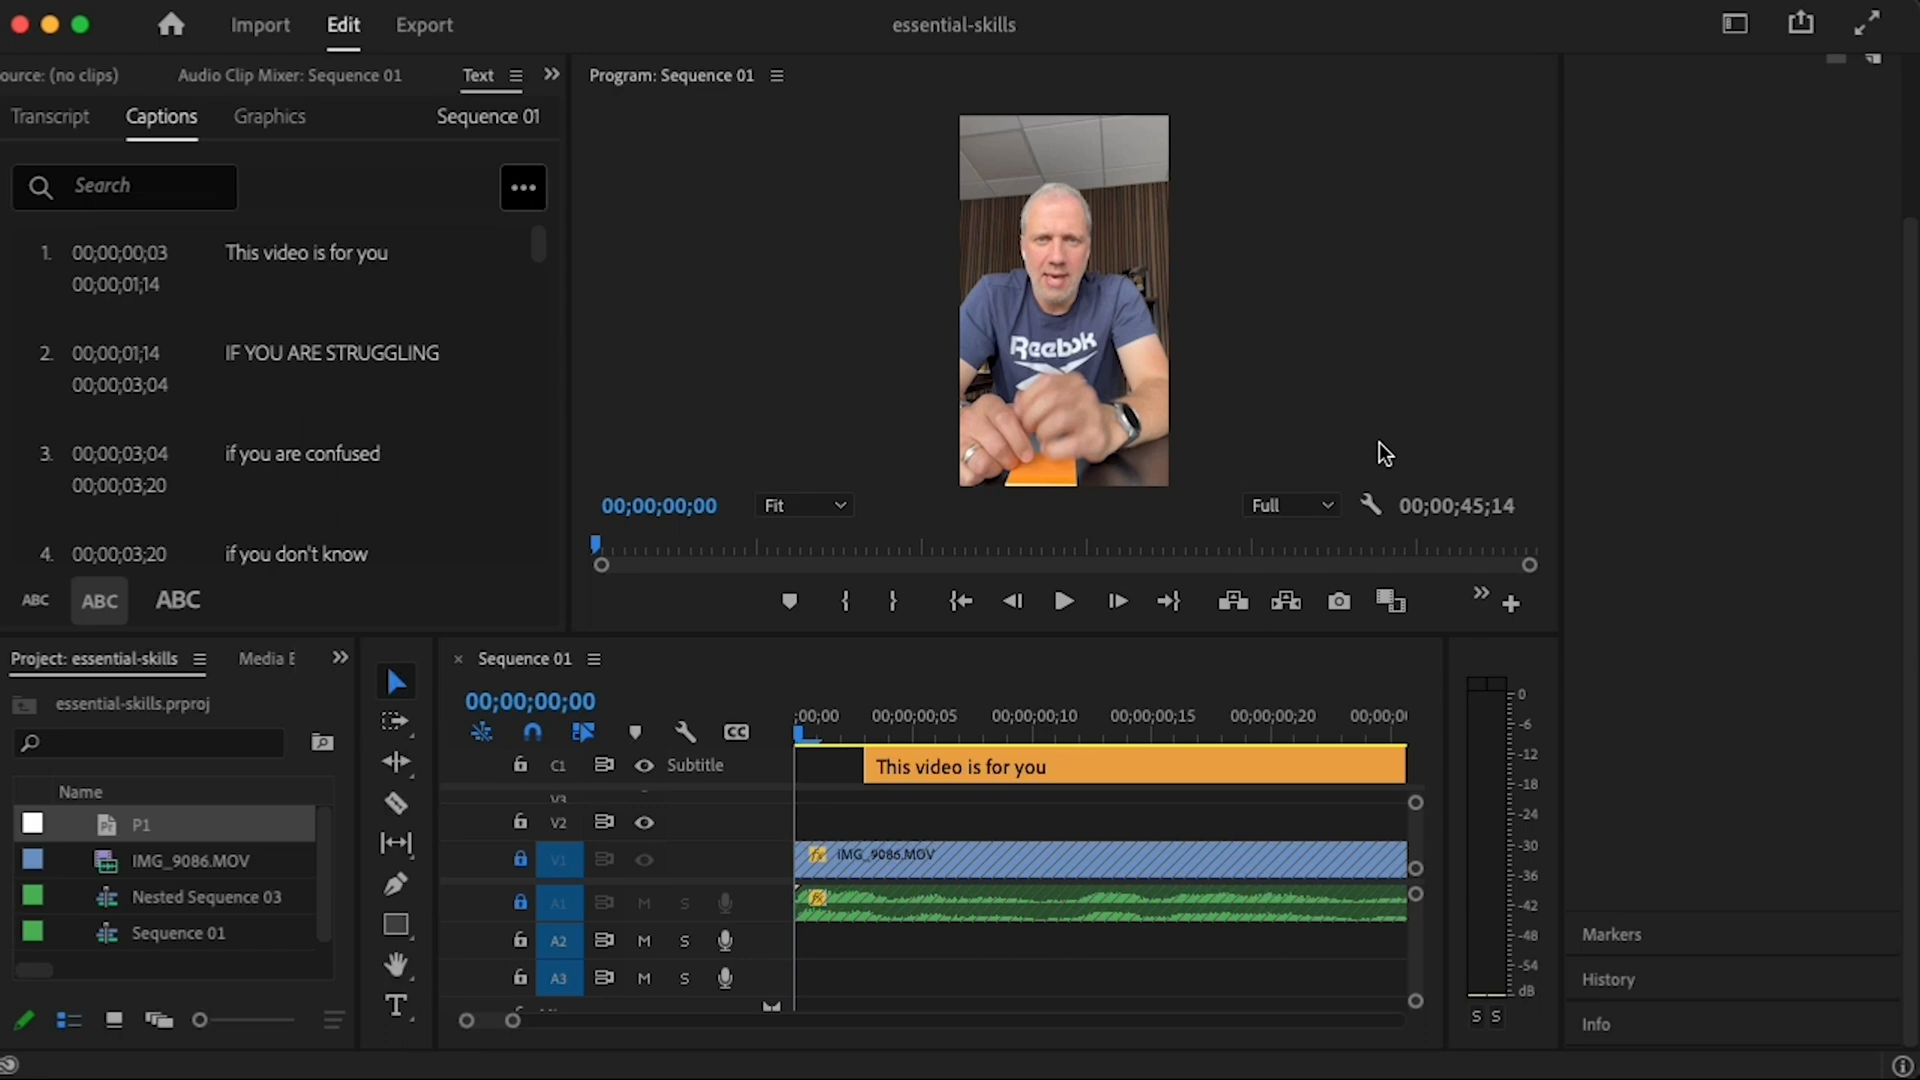 Import Edit Export
essential-skills
ource: (no clips) Audio Clip Mixer: Sequence 01 Text
Program: Sequence 01
Transcript Captions Graphics Sequence 01
Search
1. 00;00;00;03 This video is for you
00;00;01;14
2. 00;00;01;14 IF YOU ARE STRUGGLING
00;00;03;04
3. 00;00;03;04 if you are confused
00;00;03;20
4. 00;00;03;20 if you don't know
ABC ABC ABC
Reebok
00;00;00;00 Fit Full 00;00;45;14
Project: essential-skills Media E
essential-skills.prproj
Name
P1
IMG_9086.MOV
Nested Sequence 03
Sequence 01
Sequence 01
00;00;00;00
;00;00 00;00;00;05 00;00;00;10 00;00;00;15 00;00;00;20 00;00;0
C1 Subtitle This video is for you
V3
V2
V1 fx IMG_9086.MOV
A1 M S fx
A2 M S
A3 M S
0
-6
-12
-18
-24
-30
-36
-42
-48
-54
dB
S S
Markers
History
Info